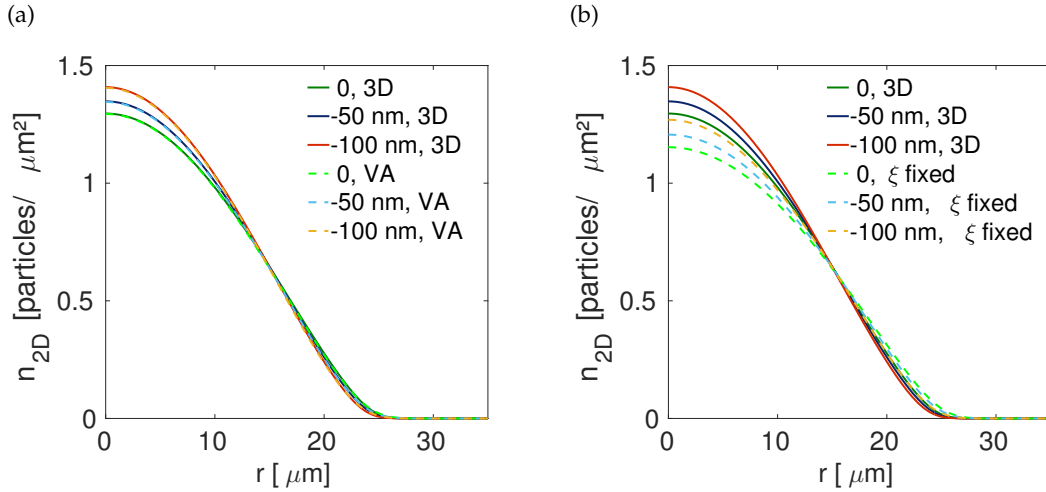 (a)
1.5
1
0.5
0
0 10 20 30
n2D [particles/ μm²]
r [ μm]
0, 3D
-50 nm, 3D
-100 nm, 3D
0, VA
-50 nm, VA
-100 nm, VA
(b)
1.5
1
0.5
0
0 10 20 30
n2D [particles/ μm²]
r [ μm]
0, 3D
-50 nm, 3D
-100 nm, 3D
0, ξ fixed
-50 nm, ξ fixed
-100 nm, ξ fixed